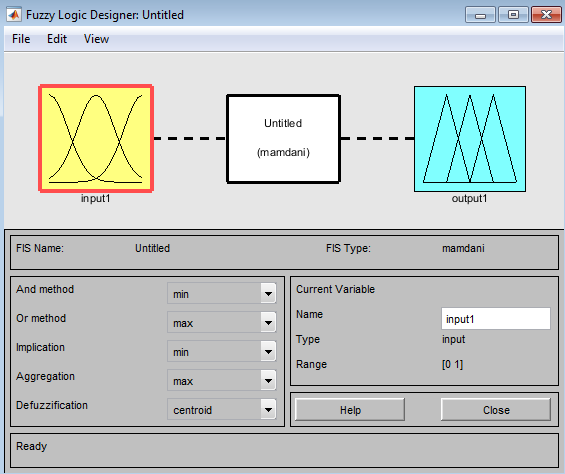 Fuzzy Logic Designer: Untitled
File Edit View
Untitled
(mamdani)
input1
output1
FIS Name: Untitled FIS Type: mamdani
And method min
Or method max
Implication min
Aggregation max
Defuzzification centroid
Current Variable
Name input1
Type input
Range [0 1]
Help Close
Ready